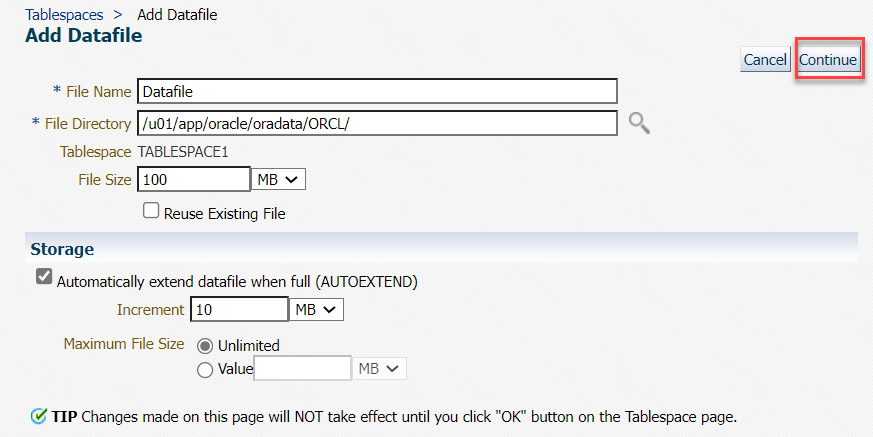 Tablespaces > Add Datafile
Add Datafile
Cancel Continue
* File Name Datafile
* File Directory /u01/app/oracle/oradata/ORCL/
Tablespace TABLESPACE1
File Size 100 MB
Reuse Existing File
Storage
Automatically extend datafile when full (AUTOEXTEND)
Increment 10 MB
Maximum File Size Unlimited
Value MB
TIP Changes made on this page will NOT take effect until you click "OK" button on the Tablespace page.